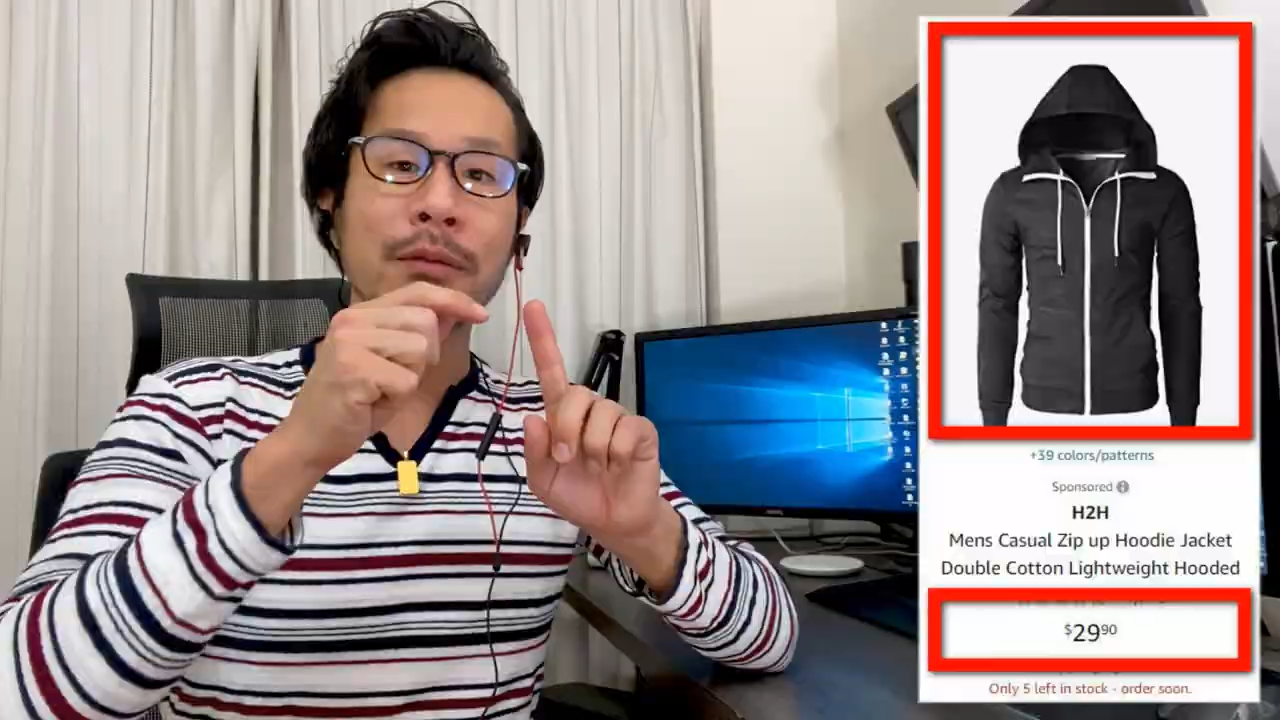 +39 colors/patterns
Sponsored
H2H
Mens Casual Zip up Hoodie Jacket
Double Cotton Lightweight Hooded
$29.90
Only 5 left in stock - order soon.